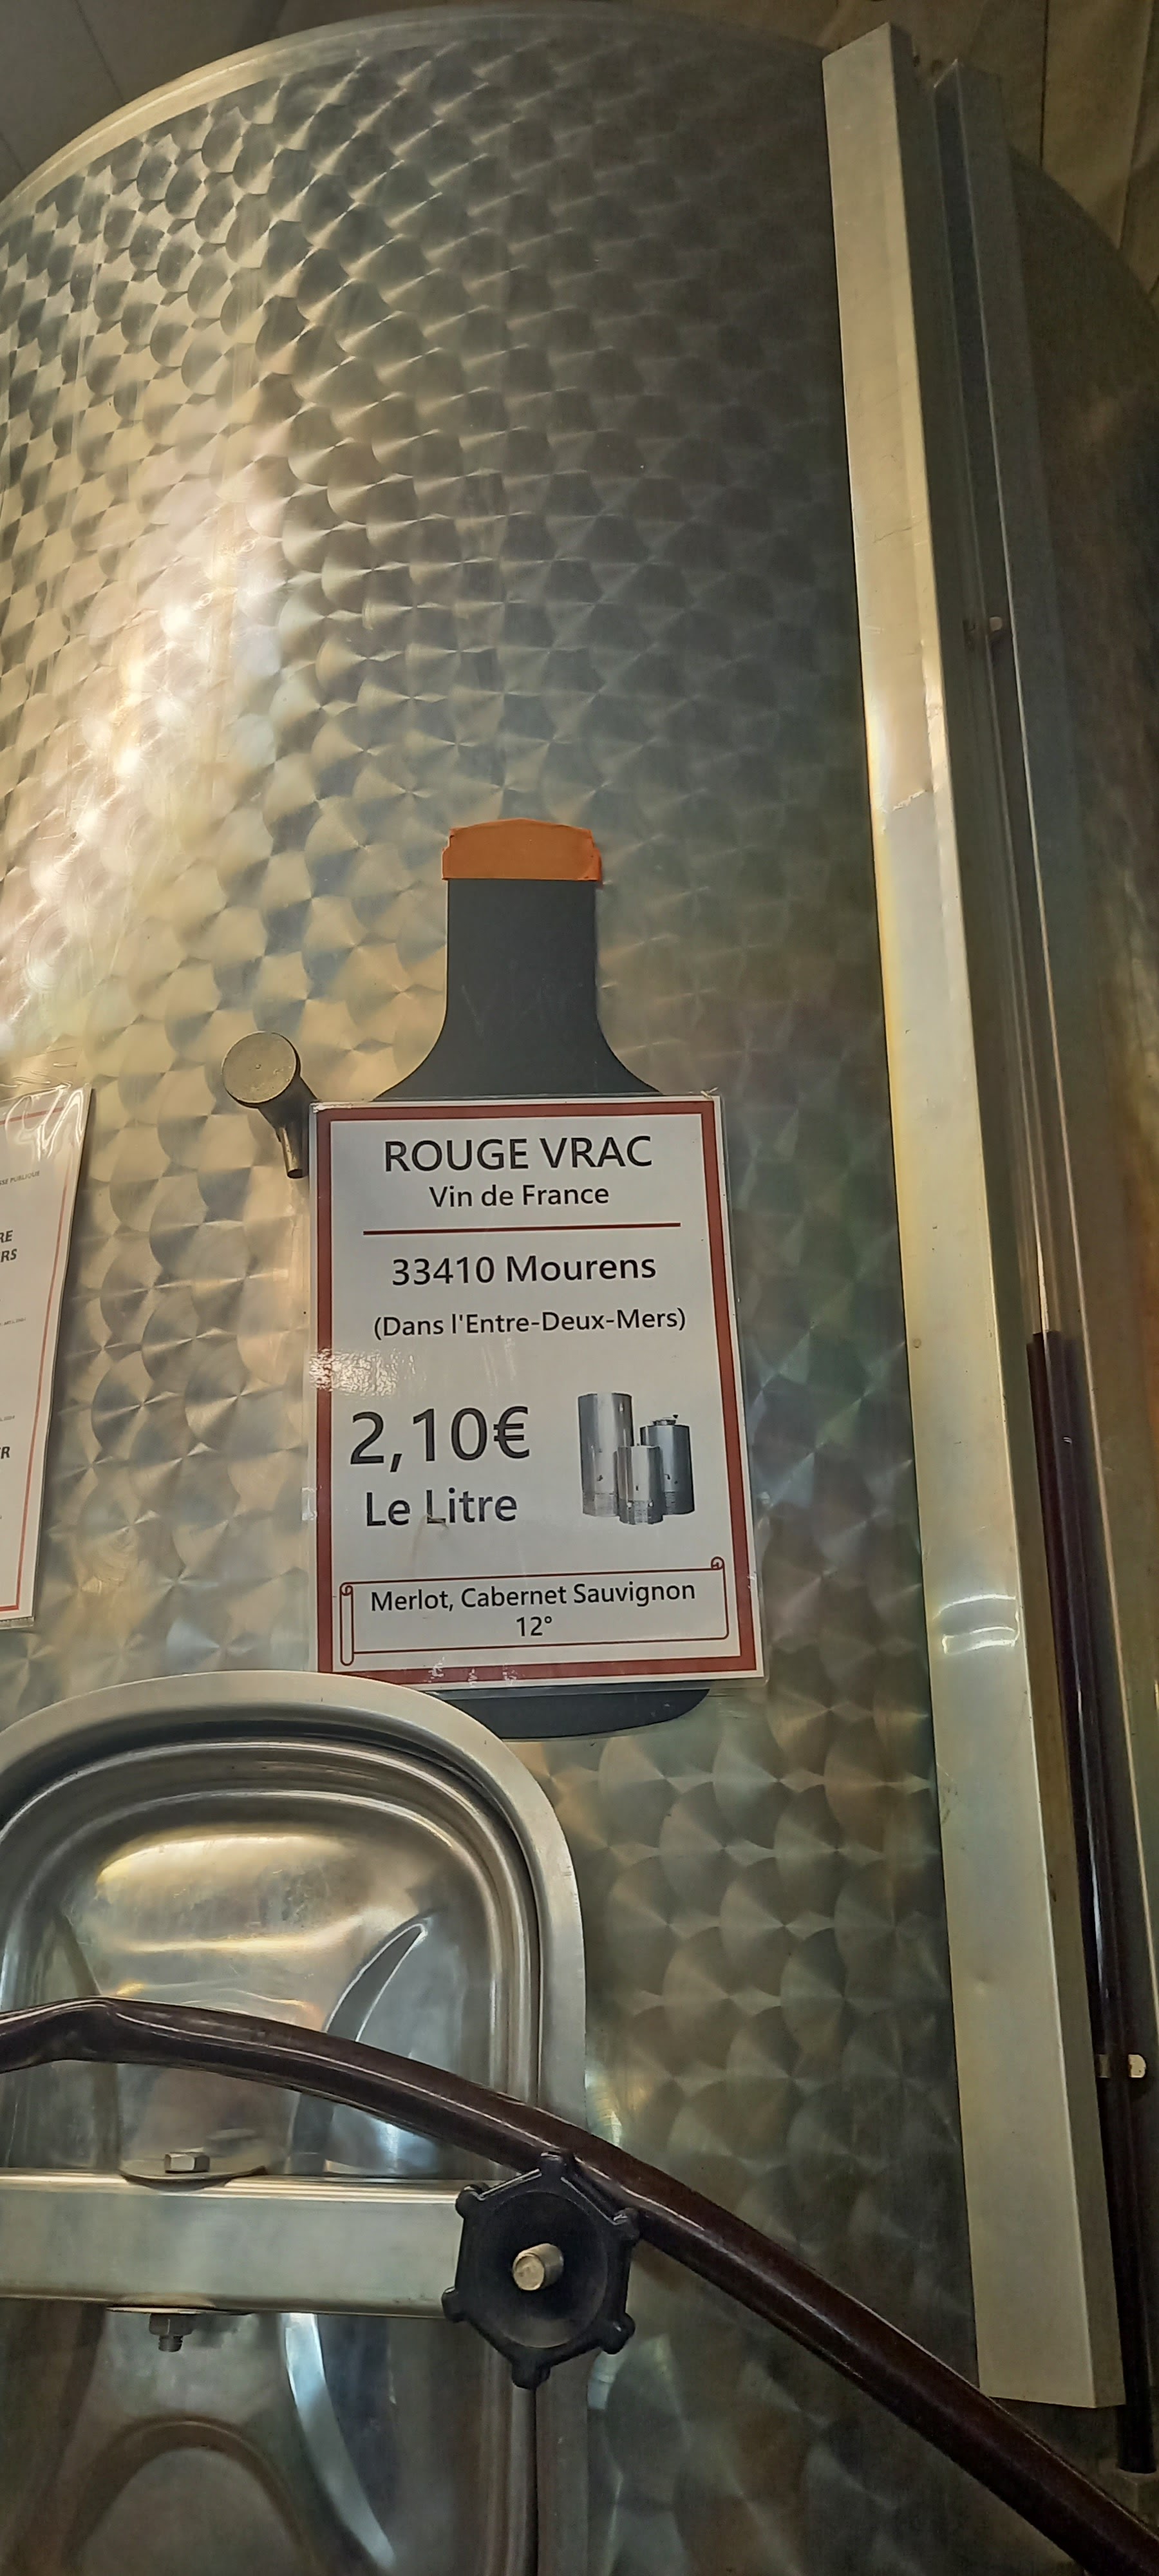 ROUGE VRAC
Vin de France
33410 Mourens
(Dans l'Entre-Deux-Mers)
2,10€
Le Litre
Merlot, Cabernet Sauvignon
12°